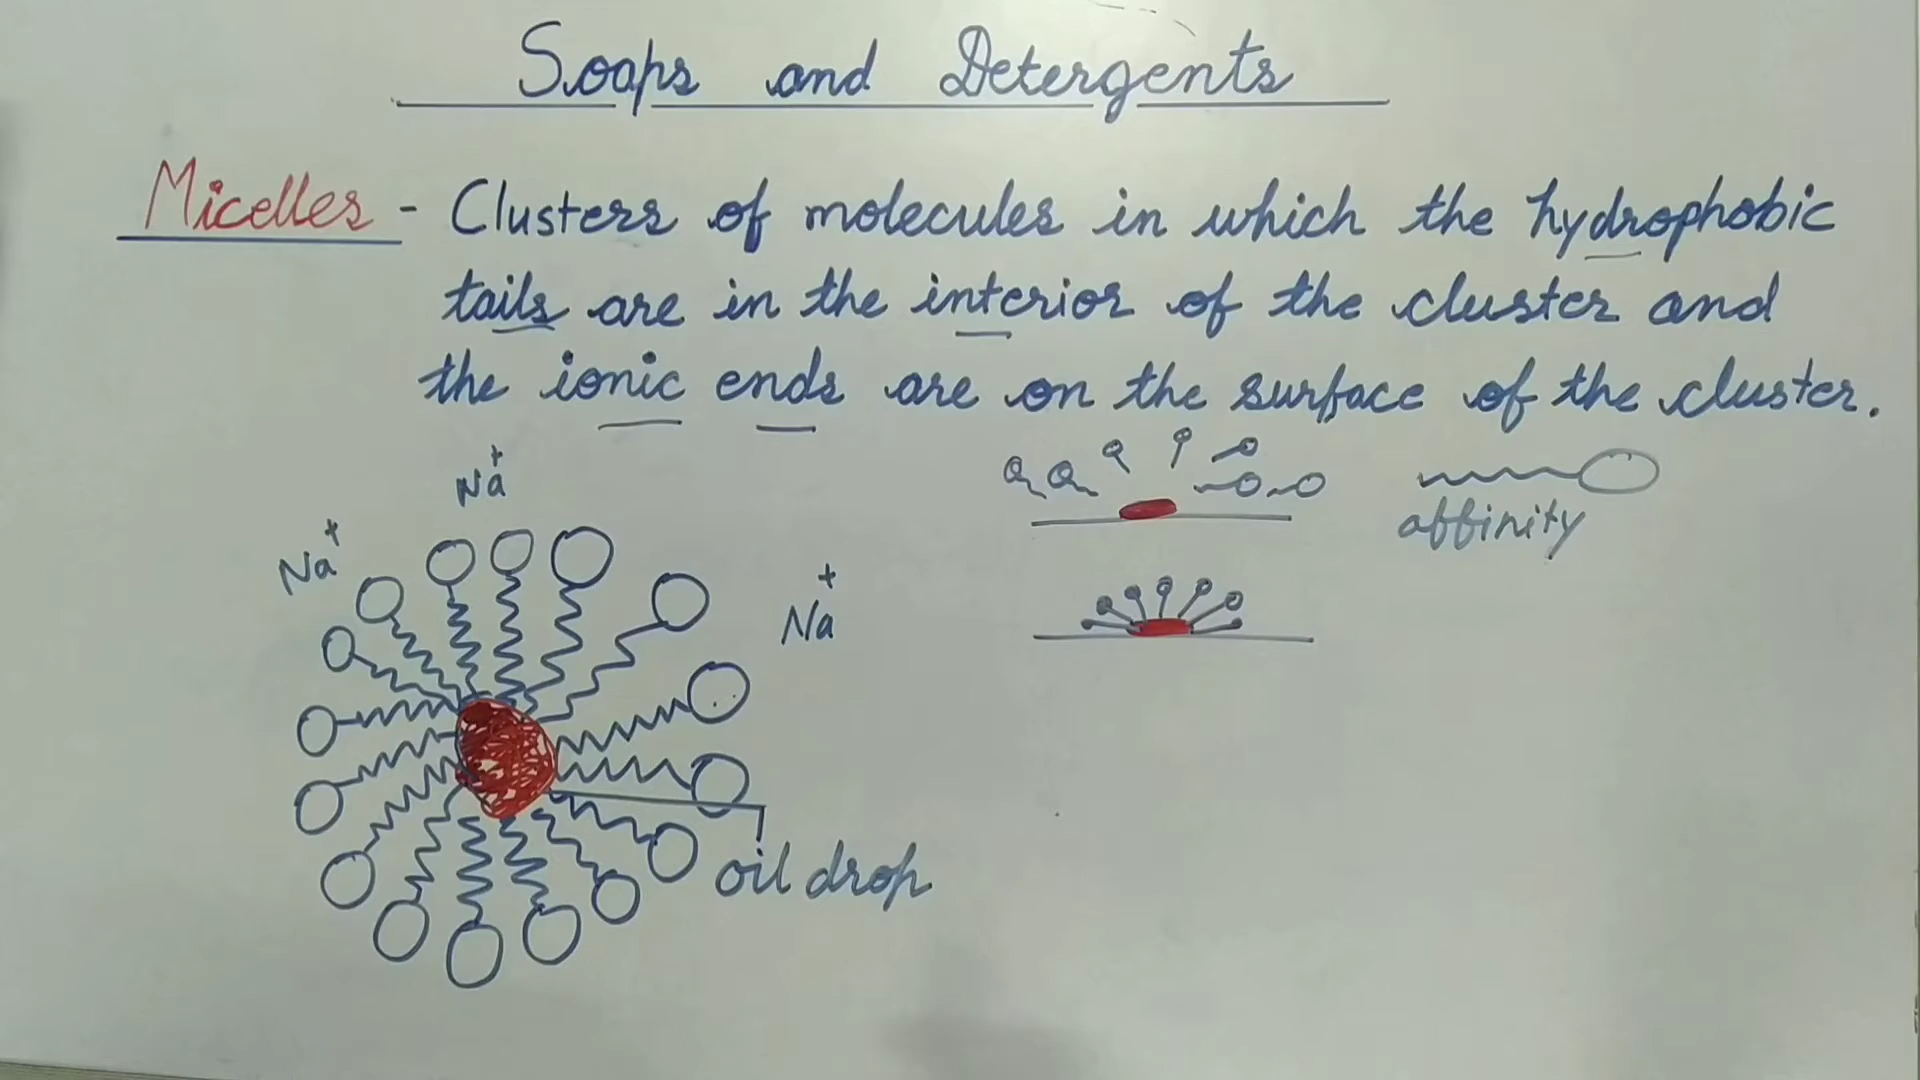 Soaps and Detergents
Micelles - Clusters of molecules in which the hydrophobic
tails are in the interior of the cluster and
the ionic ends are on the surface of the cluster.
Na+
Na+
Na+
affinity
oil drop